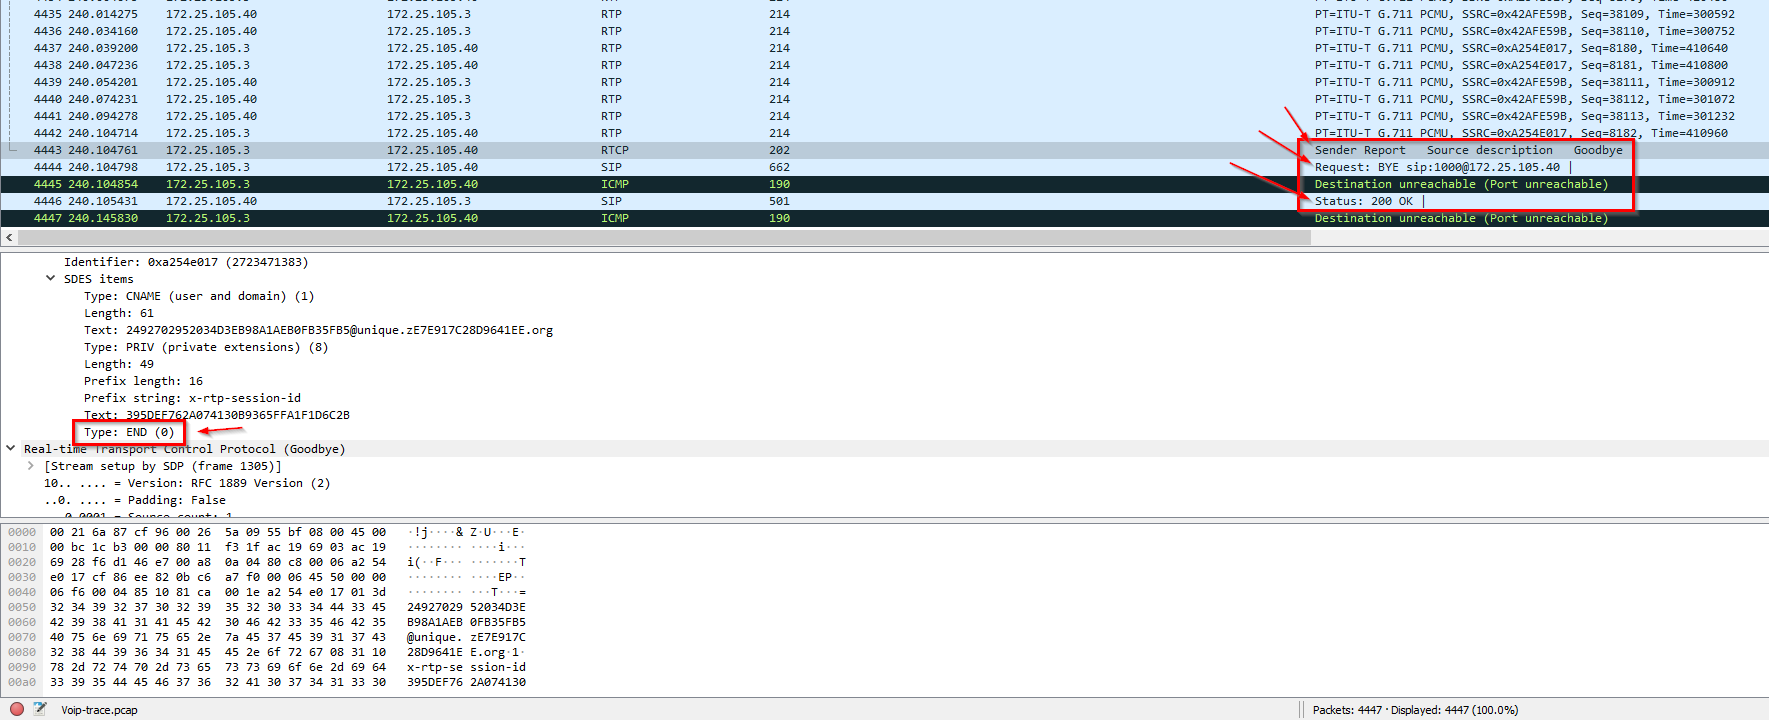 4435 240.014275 172.25.105.40 172.25.105.3 RTP 214 PT=ITU-T G.711 PCMU, SSRC=0x42AFE59B, Seq=38109, Time=300592
4436 240.034160 172.25.105.40 172.25.105.3 RTP 214 PT=ITU-T G.711 PCMU, SSRC=0x42AFE59B, Seq=38110, Time=300752
4437 240.039200 172.25.105.3 172.25.105.40 RTP 214 PT=ITU-T G.711 PCMU, SSRC=0xA254E017, Seq=8180, Time=410640
4438 240.047236 172.25.105.3 172.25.105.40 RTP 214 PT=ITU-T G.711 PCMU, SSRC=0xA254E017, Seq=8181, Time=410800
4439 240.054201 172.25.105.40 172.25.105.3 RTP 214 PT=ITU-T G.711 PCMU, SSRC=0x42AFE59B, Seq=38111, Time=300912
4440 240.074231 172.25.105.40 172.25.105.3 RTP 214 PT=ITU-T G.711 PCMU, SSRC=0x42AFE59B, Seq=38112, Time=301072
4441 240.094278 172.25.105.40 172.25.105.3 RTP 214 PT=ITU-T G.711 PCMU, SSRC=0x42AFE59B, Seq=38113, Time=301232
4442 240.104714 172.25.105.3 172.25.105.40 RTP 214 PT=ITU-T G.711 PCMU, SSRC=0xA254E017, Seq=8182, Time=410960
4443 240.104761 172.25.105.3 172.25.105.40 RTCP 202 Sender Report Source description Goodbye
4444 240.104798 172.25.105.3 172.25.105.40 SIP 662 Request: BYE sip:1000@172.25.105.40 |
4445 240.104854 172.25.105.3 172.25.105.40 ICMP 190 Destination unreachable (Port unreachable)
4446 240.105431 172.25.105.40 172.25.105.3 SIP 501 Status: 200 OK |
4447 240.145830 172.25.105.3 172.25.105.40 ICMP 190 Destination unreachable (Port unreachable)
Identifier: 0xa254e017 (2723471383)
SDES items
Type: CNAME (user and domain) (1)
Length: 61
Text: 2492702952034D3EB98A1AEB0FB35FB5@unique.zE7E917C28D9641EE.org
Type: PRIV (private extensions) (8)
Length: 49
Prefix length: 16
Prefix string: x-rtp-session-id
Text: 395DEF762A074130B9365FFA1F1D6C2B
Type: END (0)
Real-time Transport Control Protocol (Goodbye)
[Stream setup by SDP (frame 1305)]
10.. .... = Version: RFC 1889 Version (2)
..0. .... = Padding: False
...0 0001 = Source count: 1
0000 00 21 6a 87 cf 96 00 26 5a 09 55 bf 08 00 45 00 ·!j····& Z·U···E·
0010 00 bc 1c b3 00 00 80 11 f3 1f ac 19 69 03 ac 19 ········ ····i···
0020 69 28 f6 d1 46 e7 00 a8 0a 04 80 c8 00 06 a2 54 i(··F··· ·······T
0030 e0 17 cf 86 ee 82 0b c6 a7 f0 00 06 45 50 00 00 ········ ····EP··
0040 06 f6 00 04 85 10 81 ca 00 1e a2 54 e0 17 01 3d ········ ···T···=
0050 32 34 39 32 37 30 32 39 35 32 30 33 34 44 33 45 24927029 52034D3E
0060 42 39 38 41 31 41 45 42 30 46 42 33 35 46 42 35 B98A1AEB 0FB35FB5
0070 40 75 6e 69 71 75 65 2e 7a 45 37 45 39 31 37 43 @unique. zE7E917C
0080 32 38 44 39 36 34 31 45 45 2e 6f 72 67 08 31 10 28D9641E E.org·1·
0090 78 2d 72 74 70 2d 73 65 73 73 69 6f 6e 2d 69 64 x-rtp-se ssion-id
00a0 33 39 35 44 45 46 37 36 32 41 30 37 34 31 33 30 395DEF76 2A074130
Voip-trace.pcap
Packets: 4447 · Displayed: 4447 (100.0%)